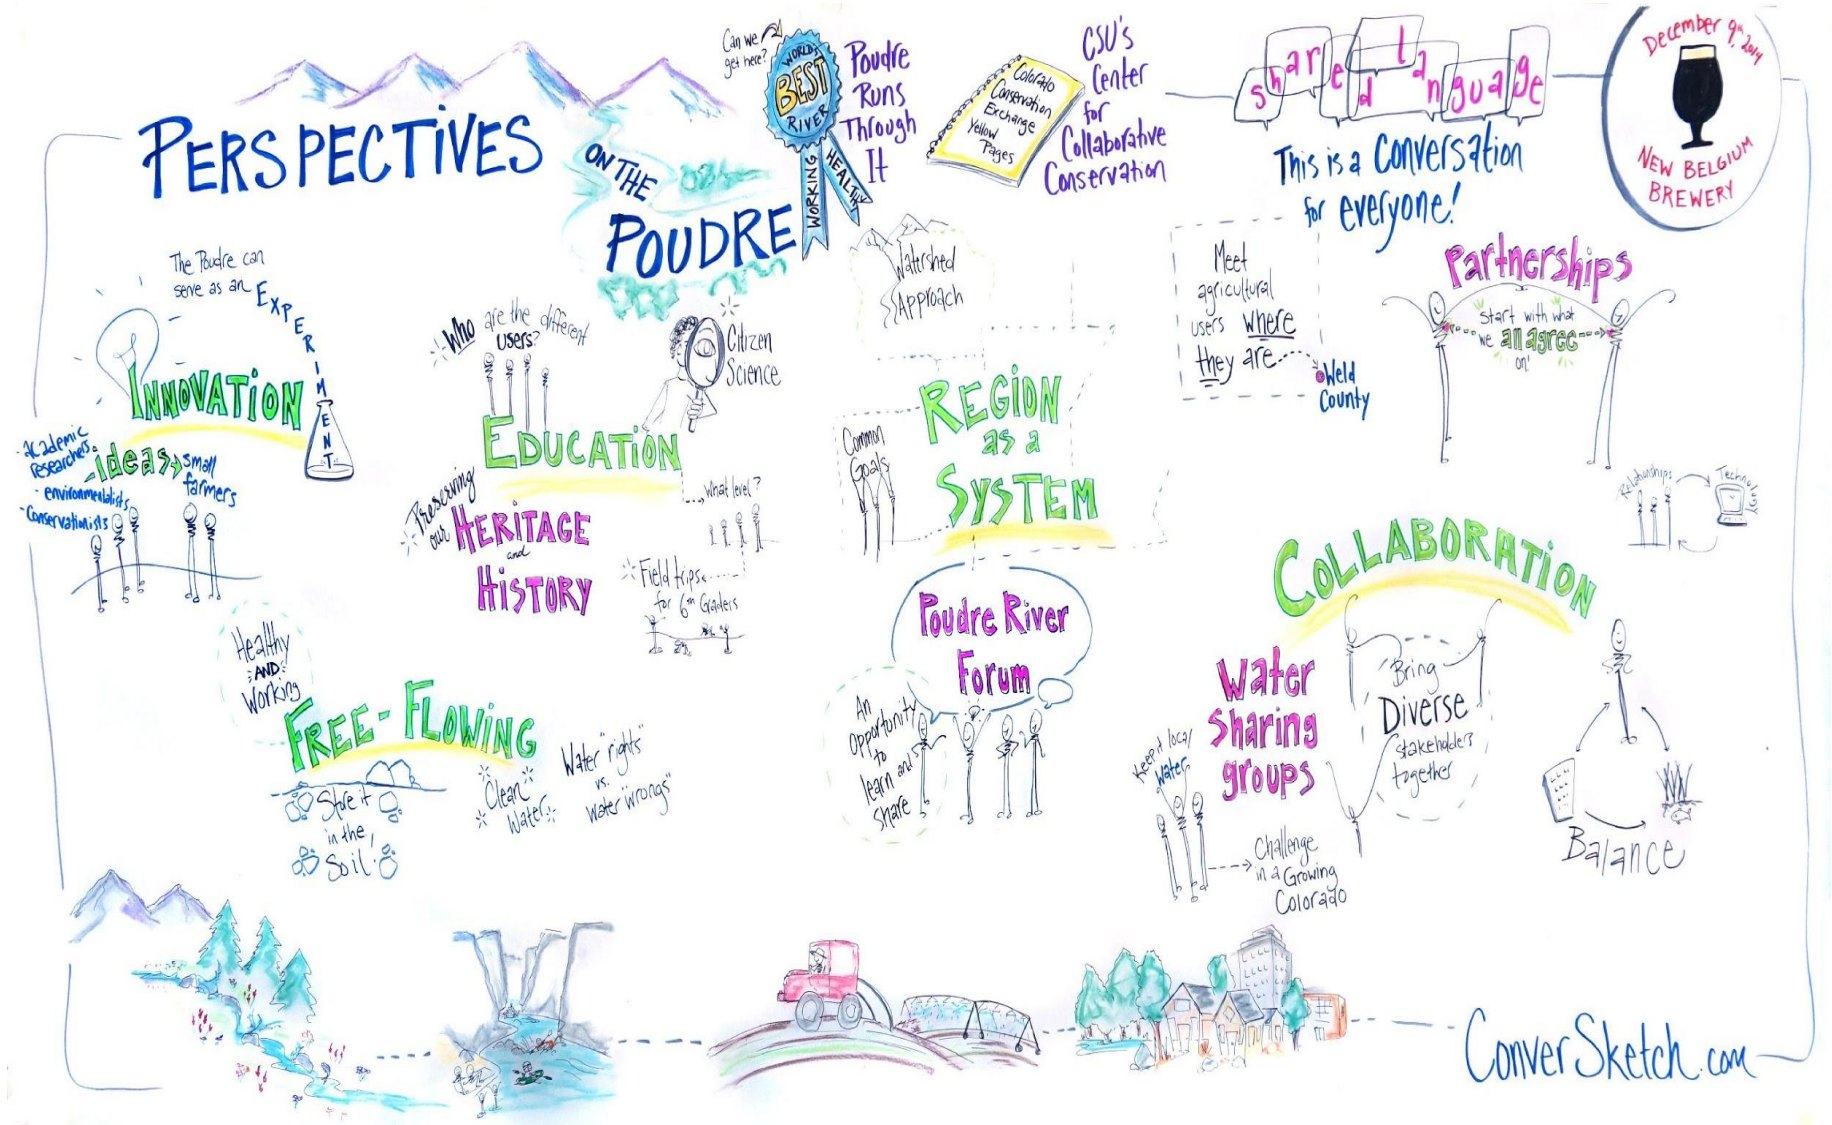 PERSPECTIVES
ON THE
POUDRE
Can we
get here?
WORLD'S
BEST
RIVER
WORKING
HEALTHY
Poudre
Runs
Through
It
Colorado
Conservation
Exchange
Yellow
Pages
CSU's
Center
for
Collaborative
Conservation
shared language
This is a conversation
for everyone!
December 9th, 2014
NEW BELGIUM
BREWERY
The Poudre can
serve as an EXPERIMENT
INNOVATION
ideas
- academic
researchers
- environmentalists
- conservationists
small
farmers
Who are the different
users?
Citizen
Science
EDUCATION
Preserving
our HERITAGE
and
HISTORY
What level?
Field trips
for 6th Graders
Watershed
Approach
REGION
as a
SYSTEM
Common
Goals
Meet
agricultural
users where
they are
Weld
County
Partnerships
Start with what
we all agree
on!
Relationships
Technology
COLLABORATION
Healthy
AND
Working
FREE-FLOWING
Store it
in the
Soil!
Clean
Water
Water "rights"
vs.
Water "wrongs"
Poudre River
Forum
An
opportunity
to
learn and
share
Water
Sharing
groups
Keep it local
Water
Challenge
in a Growing
Colorado
Bring
Diverse
stakeholders
together
Balance
ConverSketch.com